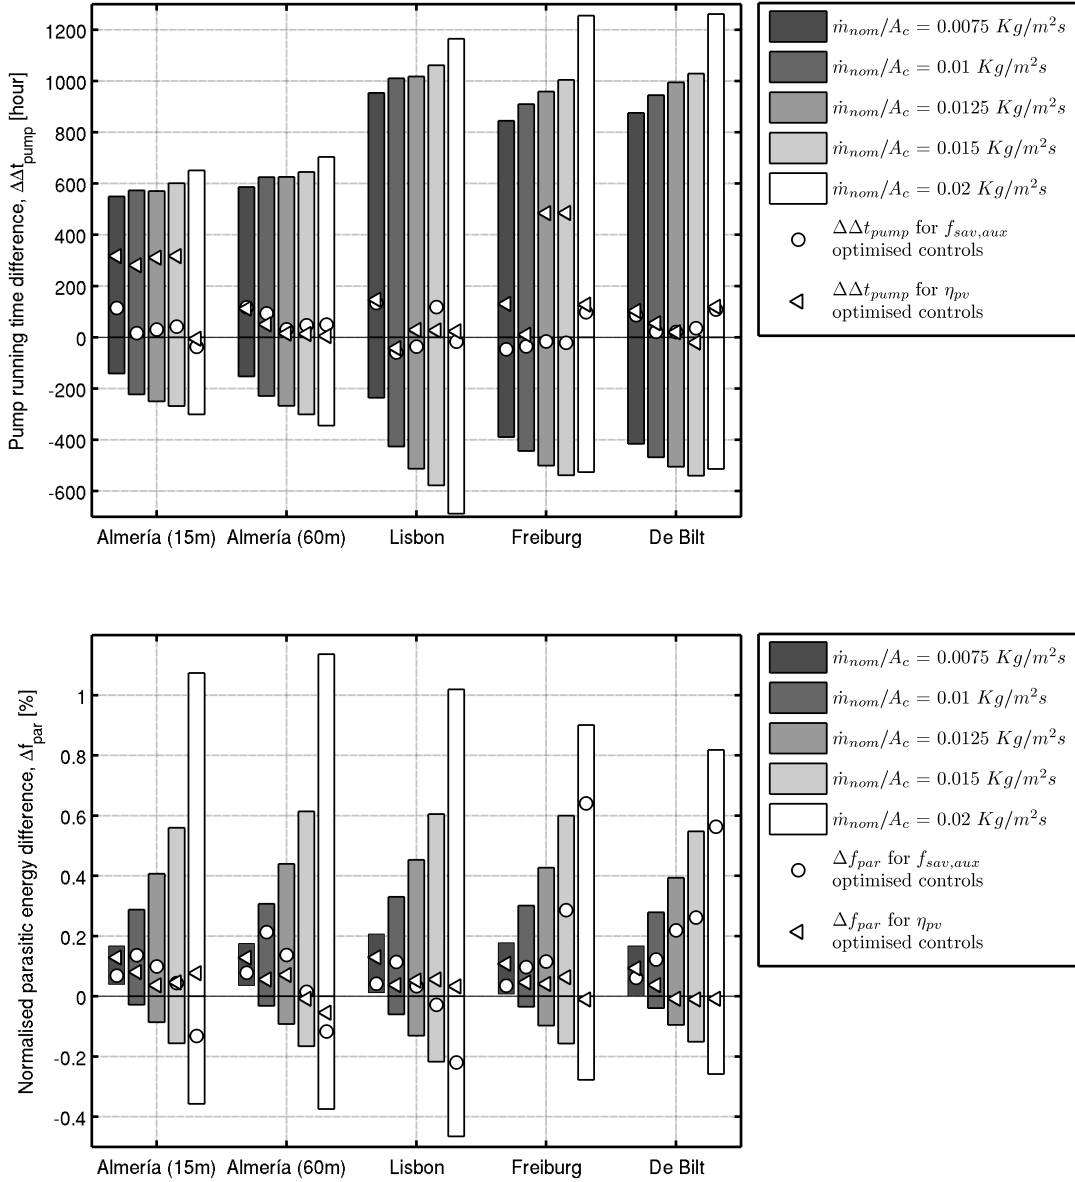 1200
1000
800
600
400
200
0
-200
-400
-600
Pump running time difference, ΔΔt_pump [hour]
Almería (15m) Almería (60m) Lisbon Freiburg De Bilt
ṁ_nom/A_c = 0.0075 Kg/m²s
ṁ_nom/A_c = 0.01 Kg/m²s
ṁ_nom/A_c = 0.0125 Kg/m²s
ṁ_nom/A_c = 0.015 Kg/m²s
ṁ_nom/A_c = 0.02 Kg/m²s
ΔΔt_pump for f_sav,aux
optimised controls
ΔΔt_pump for η_pv
optimised controls
1
0.8
0.6
0.4
0.2
0
-0.2
-0.4
Normalised parasitic energy difference, Δf_par [%]
Almería (15m) Almería (60m) Lisbon Freiburg De Bilt
ṁ_nom/A_c = 0.0075 Kg/m²s
ṁ_nom/A_c = 0.01 Kg/m²s
ṁ_nom/A_c = 0.0125 Kg/m²s
ṁ_nom/A_c = 0.015 Kg/m²s
ṁ_nom/A_c = 0.02 Kg/m²s
Δf_par for f_sav,aux
optimised controls
Δf_par for η_pv
optimised controls